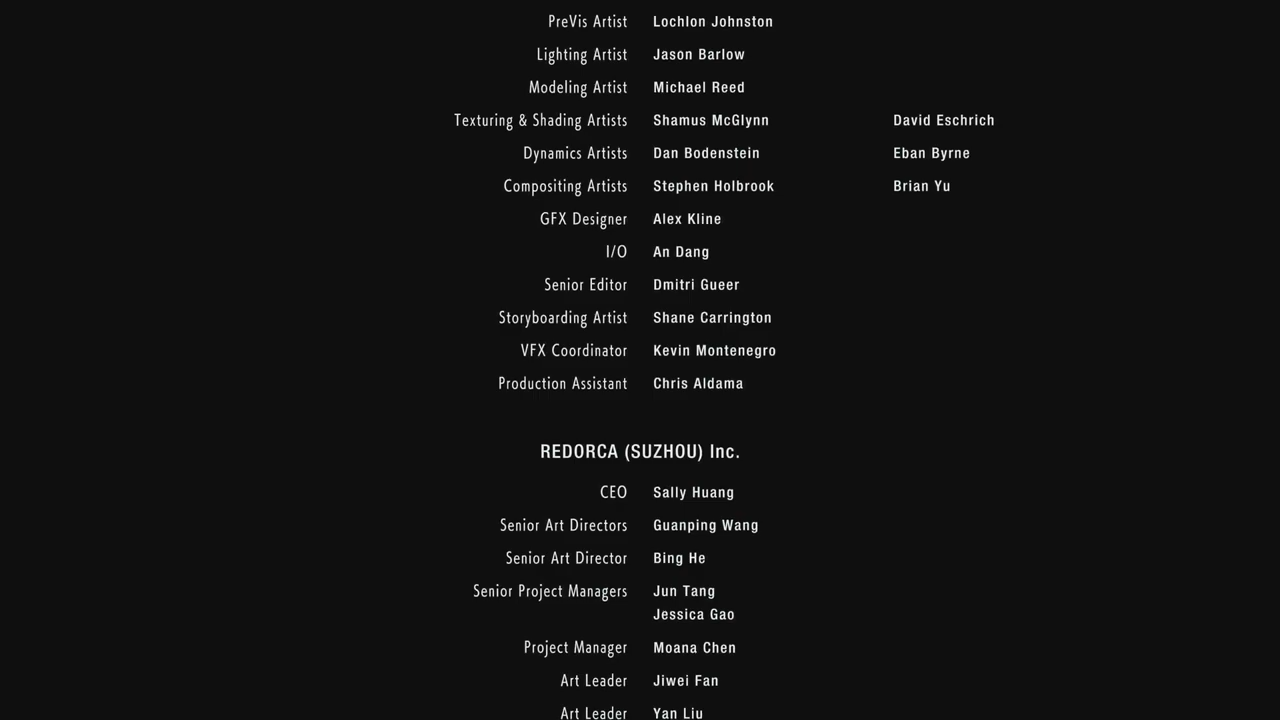 PreVis Artist Lochlon Johnston
Lighting Artist Jason Barlow
Modeling Artist Michael Reed
Texturing & Shading Artists Shamus McGlynn David Eschrich
Dynamics Artists Dan Bodenstein Eban Byrne
Compositing Artists Stephen Holbrook Brian Yu
GFX Designer Alex Kline
I/O An Dang
Senior Editor Dmitri Gueer
Storyboarding Artist Shane Carrington
VFX Coordinator Kevin Montenegro
Production Assistant Chris Aldama
REDORCA (SUZHOU) Inc.
CEO Sally Huang
Senior Art Directors Guanping Wang
Senior Art Director Bing He
Senior Project Managers Jun Tang
Jessica Gao
Project Manager Moana Chen
Art Leader Jiwei Fan
Art Leader Yan Liu